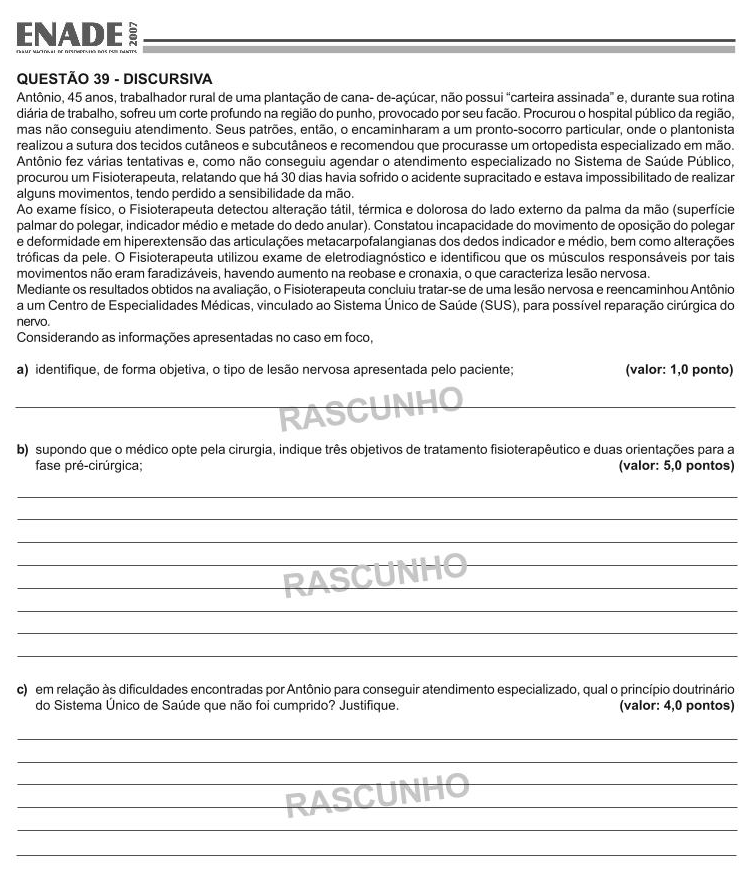 ENADE 2007
EXAME NACIONAL DE DESEMPENHO DOS ESTUDANTES
QUESTÃO 39 - DISCURSIVA
Antônio, 45 anos, trabalhador rural de uma plantação de cana- de-açúcar, não possui “carteira assinada” e, durante sua rotina
diária de trabalho, sofreu um corte profundo na região do punho, provocado por seu facão. Procurou o hospital público da região,
mas não conseguiu atendimento. Seus patrões, então, o encaminharam a um pronto-socorro particular, onde o plantonista
realizou a sutura dos tecidos cutâneos e subcutâneos e recomendou que procurasse um ortopedista especializado em mão.
Antônio fez várias tentativas e, como não conseguiu agendar o atendimento especializado no Sistema de Saúde Público,
procurou um Fisioterapeuta, relatando que há 30 dias havia sofrido o acidente supracitado e estava impossibilitado de realizar
alguns movimentos, tendo perdido a sensibilidade da mão.
Ao exame físico, o Fisioterapeuta detectou alteração tátil, térmica e dolorosa do lado externo da palma da mão (superfície
palmar do polegar, indicador médio e metade do dedo anular). Constatou incapacidade do movimento de oposição do polegar
e deformidade em hiperextensão das articulações metacarpofalangianas dos dedos indicador e médio, bem como alterações
tróficas da pele. O Fisioterapeuta utilizou exame de eletrodiagnóstico e identificou que os músculos responsáveis por tais
movimentos não eram faradizáveis, havendo aumento na reobase e cronaxia, o que caracteriza lesão nervosa.
Mediante os resultados obtidos na avaliação, o Fisioterapeuta concluiu tratar-se de uma lesão nervosa e reencaminhou Antônio
a um Centro de Especialidades Médicas, vinculado ao Sistema Único de Saúde (SUS), para possível reparação cirúrgica do
nervo.
Considerando as informações apresentadas no caso em foco,
a) identifique, de forma objetiva, o tipo de lesão nervosa apresentada pelo paciente; (valor: 1,0 ponto)
RASCUNHO
b) supondo que o médico opte pela cirurgia, indique três objetivos de tratamento fisioterapêutico e duas orientações para a
fase pré-cirúrgica; (valor: 5,0 pontos)
RASCUNHO
c) em relação às dificuldades encontradas por Antônio para conseguir atendimento especializado, qual o princípio doutrinário
do Sistema Único de Saúde que não foi cumprido? Justifique. (valor: 4,0 pontos)
RASCUNHO